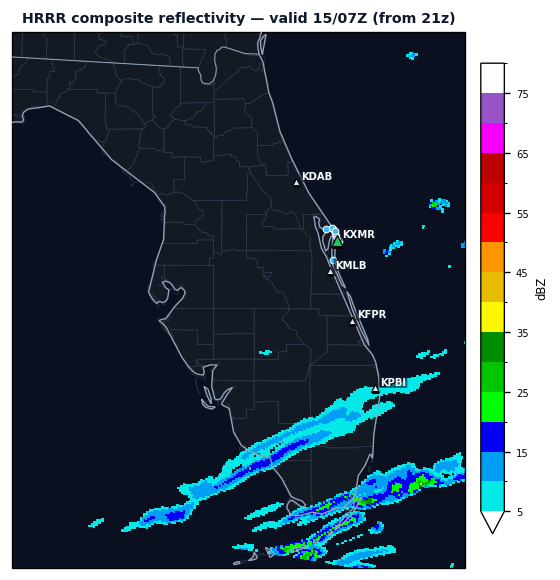 HRRR composite reflectivity — valid 15/07Z (from 21z)
KDAB
KXMR
KMLB
KFPR
KPBI
75
65
55
45
35
25
15
5
dBZ